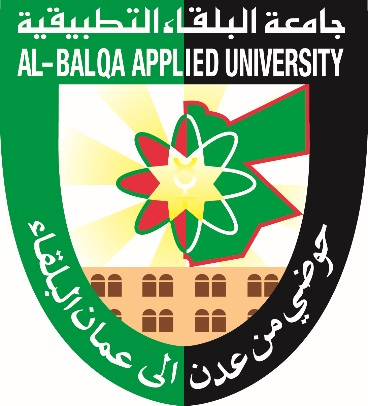 جامعة البلقاء التطبيقية
AL-BALQA APPLIED UNIVERSITY
حوضي من عدن الى عمان البلقاء